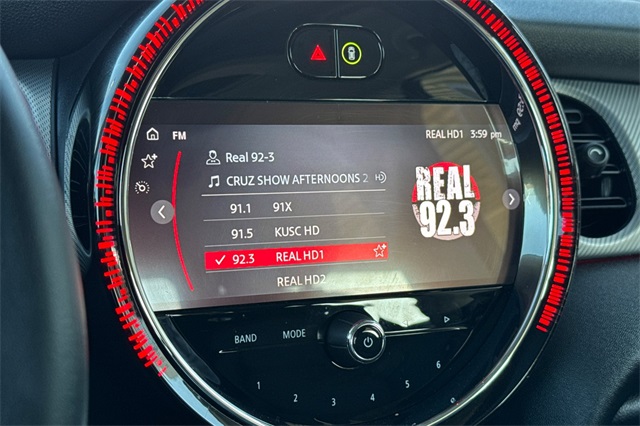 FM
REAL HD1 3:59 pm
Real 92-3
CRUZ SHOW AFTERNOONS 2
91.1 91X
91.5 KUSC HD
92.3 REAL HD1
REAL HD2
REAL
92.3
BAND MODE
1 2 3 4 5 6